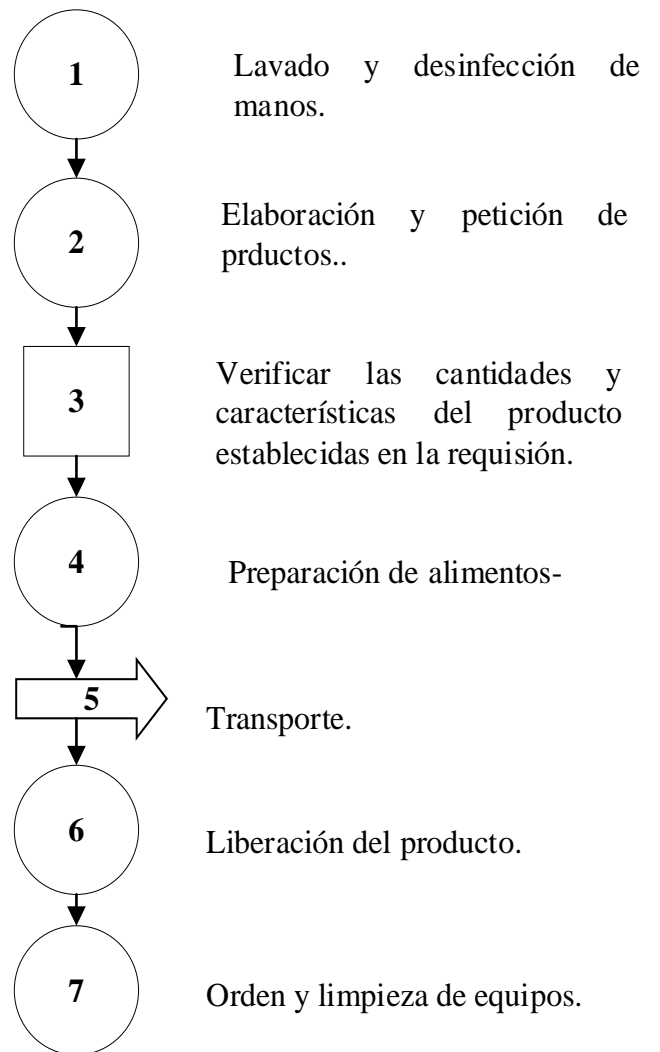 1
Lavado y desinfección de
manos.
2
Elaboración y petición de
prductos..
3
Verificar las cantidades y
características del producto
establecidas en la requisión.
4
Preparación de alimentos-
5
Transporte.
6
Liberación del producto.
7
Orden y limpieza de equipos.